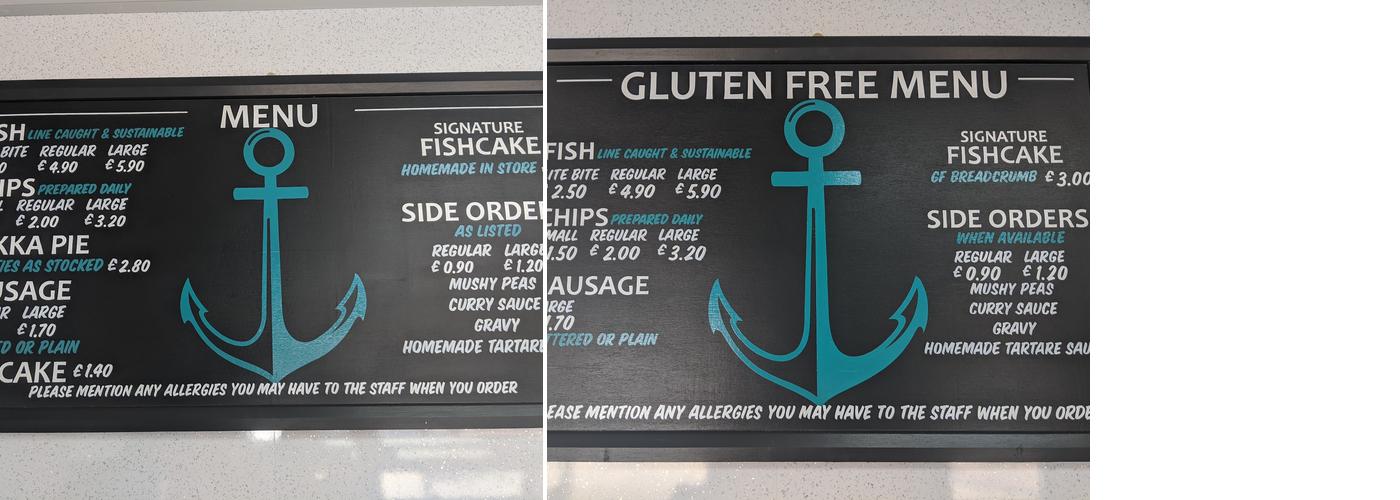 MENU
SH LINE CAUGHT & SUSTAINABLE
BITE REGULAR LARGE
0 £4.90 £5.90
IPS PREPARED DAILY
L REGULAR LARGE
£2.00 £3.20
KKA PIE
TIES AS STOCKED £2.80
USAGE
R LARGE
£1.70
D OR PLAIN
CAKE £1.40
SIGNATURE
FISHCAKE
HOMEMADE IN STORE
SIDE ORDE
AS LISTED
REGULAR LARGE
£0.90 £1.20
MUSHY PEAS
CURRY SAUCE
GRAVY
HOMEMADE TARTARE
PLEASE MENTION ANY ALLERGIES YOU MAY HAVE TO THE STAFF WHEN YOU ORDER
GLUTEN FREE MENU
FISH LINE CAUGHT & SUSTAINABLE
ITE BITE REGULAR LARGE
2.50 £4.90 £5.90
CHIPS PREPARED DAILY
MALL REGULAR LARGE
1.50 £2.00 £3.20
AUSAGE
RGE
1.70
TTERED OR PLAIN
SIGNATURE
FISHCAKE
GF BREADCRUMB £3.00
SIDE ORDERS
WHEN AVAILABLE
REGULAR LARGE
£0.90 £1.20
MUSHY PEAS
CURRY SAUCE
GRAVY
HOMEMADE TARTARE SAU
EASE MENTION ANY ALLERGIES YOU MAY HAVE TO THE STAFF WHEN YOU ORDE